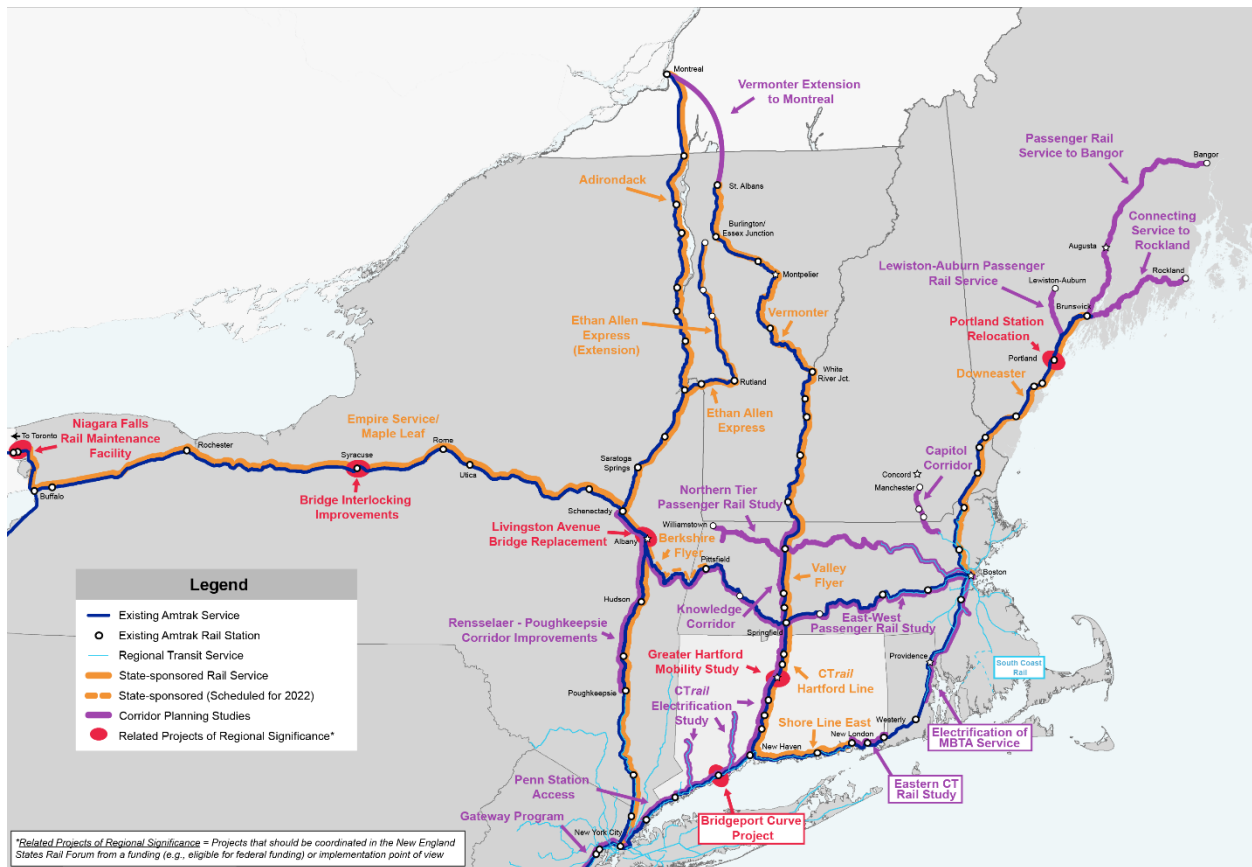 Montreal
Vermonter Extension
to Montreal
Passenger Rail
Service to Bangor
Bangor
Adirondack
St. Albans
Connecting
Service to
Rockland
Burlington/
Essex Junction
Augusta
Lewiston-Auburn Passenger
Rail Service
Montpelier
Rockland
Lewiston-Auburn
Brunswick
Ethan Allen
Express
(Extension)
Vermonter
Portland Station
Relocation
Portland
White
River Jct.
Downeaster
Rutland
Ethan Allen
Express
To Toronto
Niagara Falls
Rail Maintenance
Facility
Empire Service/
Maple Leaf
Rochester
Rome
Syracuse
Utica
Buffalo
Bridge Interlocking
Improvements
Saratoga
Springs
Capitol
Corridor
Concord
Manchester
Northern Tier
Passenger Rail Study
Schenectady
Williamstown
Livingston Avenue
Bridge Replacement
Albany
Berkshire
Flyer
Pittsfield
Boston
Valley
Flyer
Hudson
Knowledge
Corridor
East-West
Passenger Rail Study
Rensselaer - Poughkeepsie
Corridor Improvements
Springfield
Greater Hartford
Mobility Study
Providence
South Coast
Rail
CTrail
Hartford Line
Poughkeepsie
CTrail
Electrification
Study
Shore Line East
Westerly
New London
New Haven
Electrification of
MBTA Service
Eastern CT
Rail Study
Penn Station
Access
Gateway Program
Bridgeport Curve
Project
New York City
Legend
Existing Amtrak Service
Existing Amtrak Rail Station
Regional Transit Service
State-sponsored Rail Service
State-sponsored (Scheduled for 2022)
Corridor Planning Studies
Related Projects of Regional Significance*
*Related Projects of Regional Significance = Projects that should be coordinated in the New England
States Rail Forum from a funding (e.g., eligible for federal funding) or implementation point of view